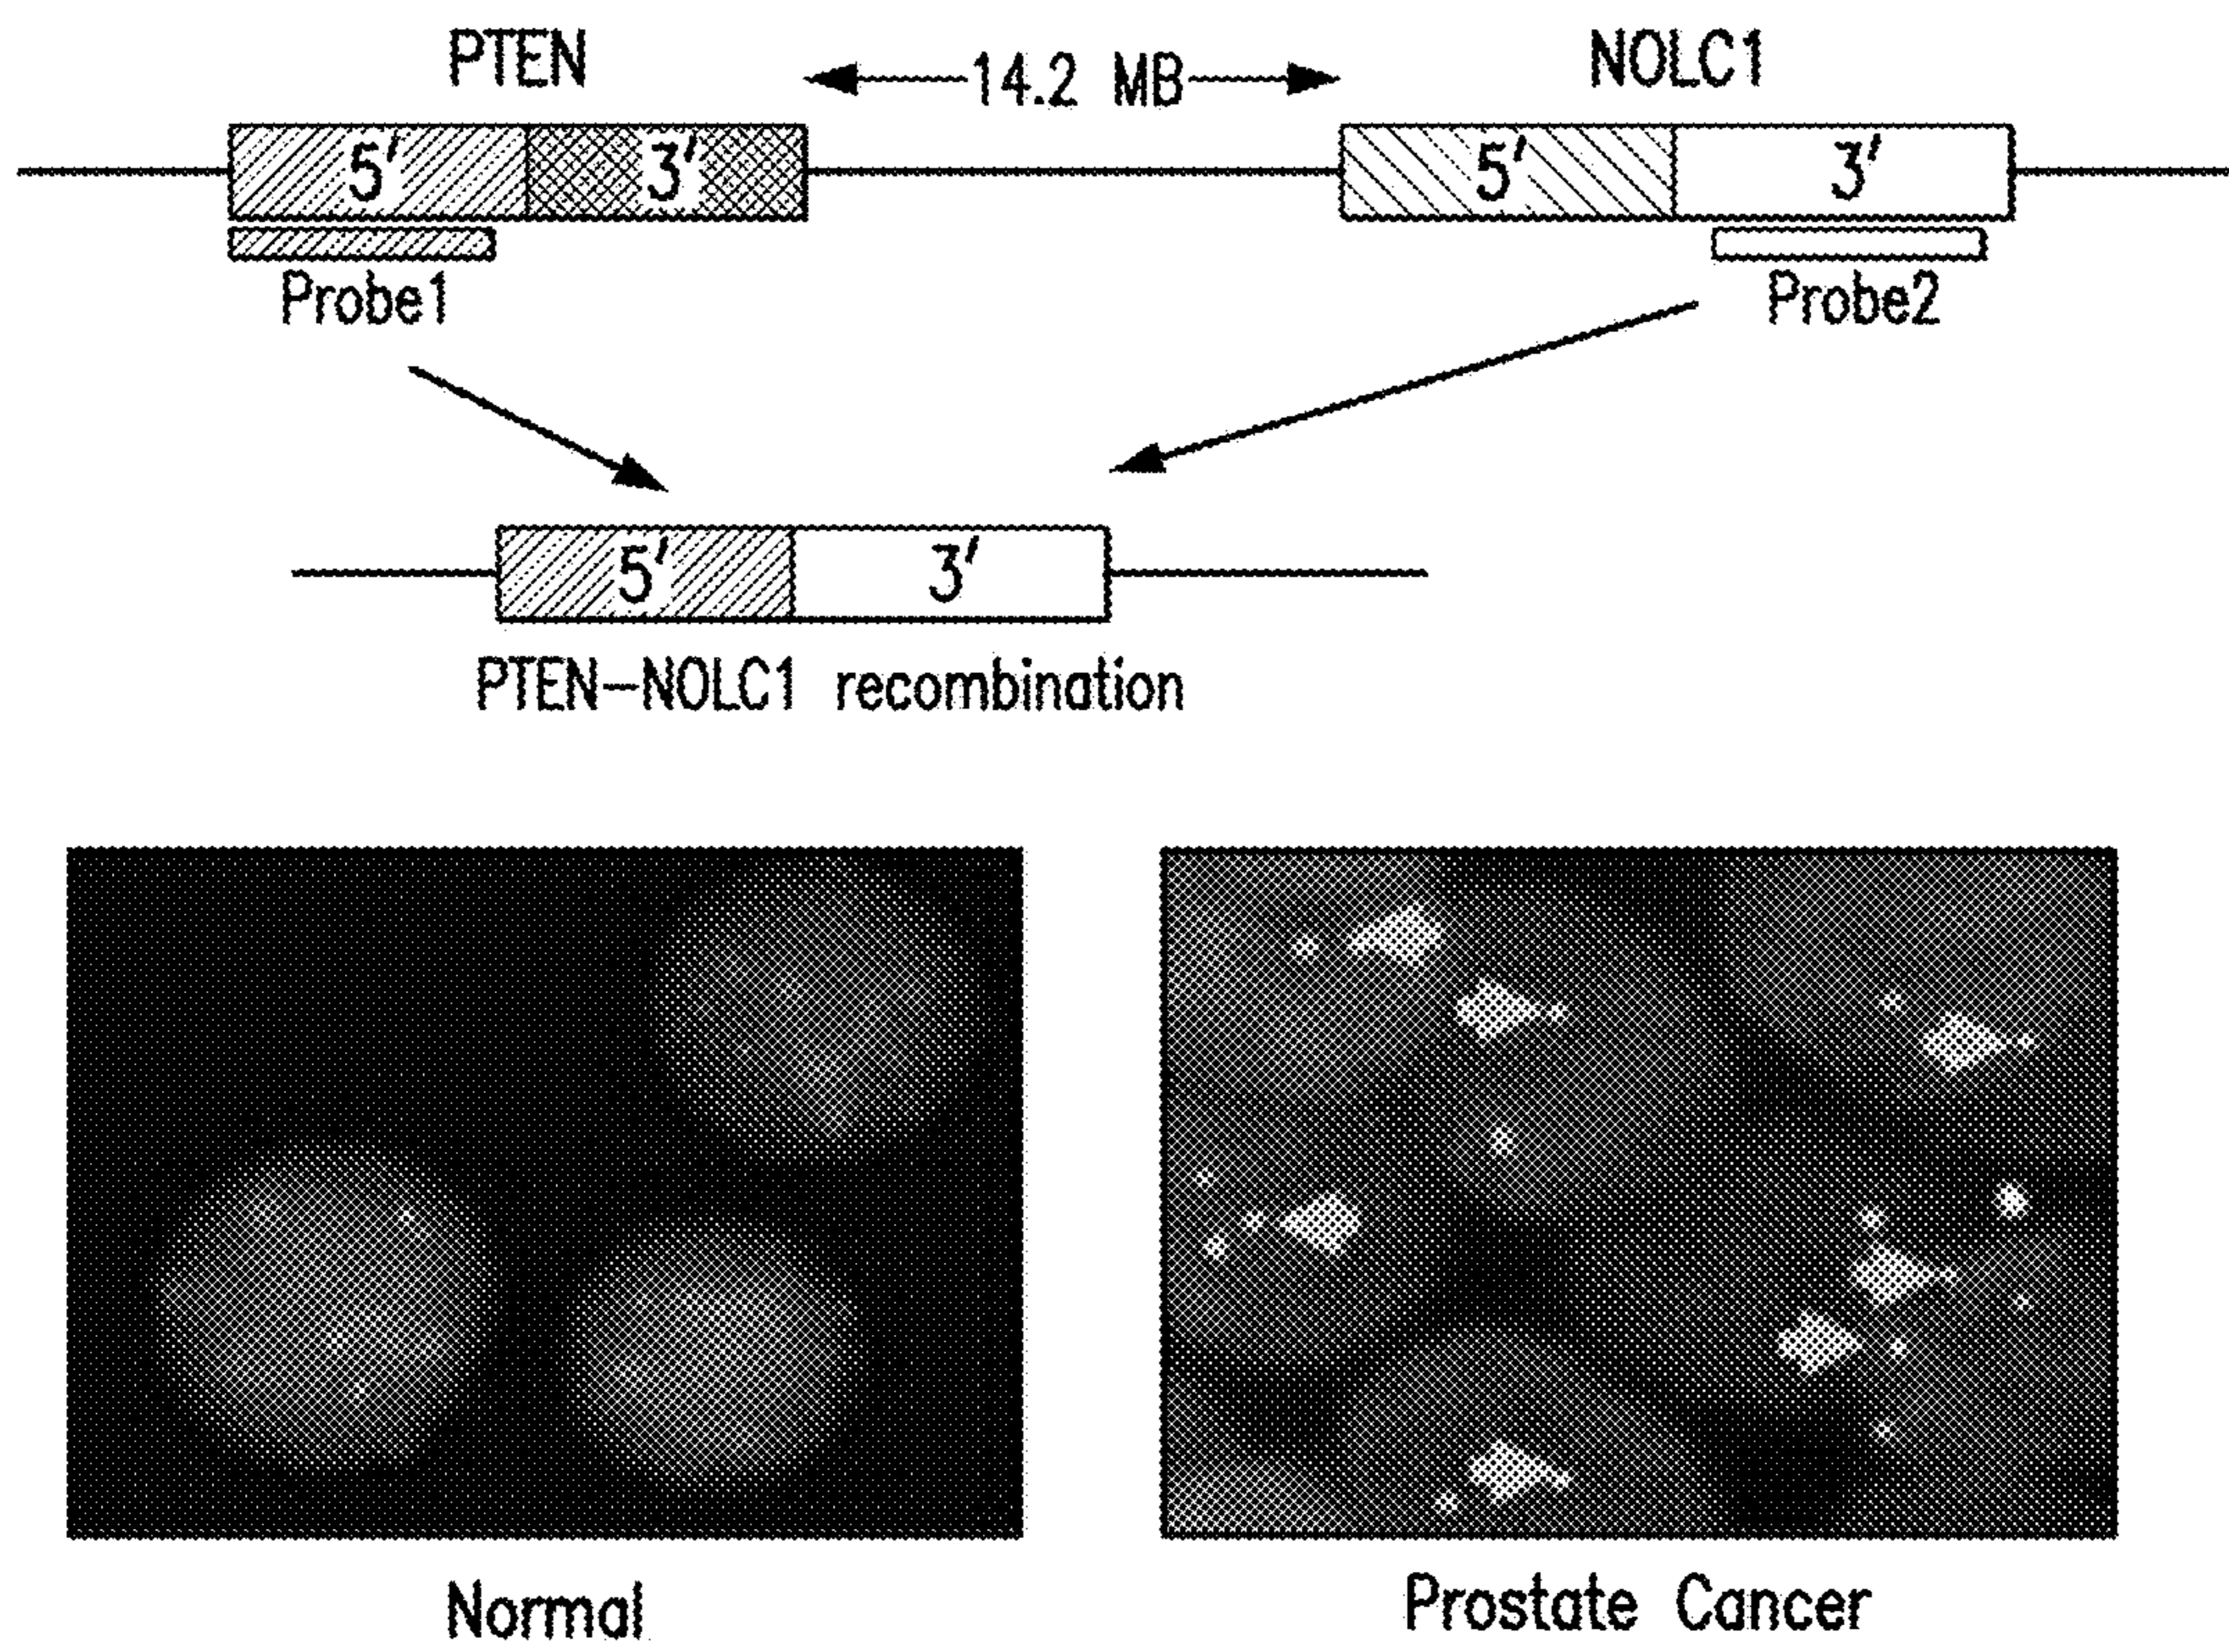 PTEN
14.2 MB
NOLC1
5' 3'
5' 3'
Probe1
Probe2
5' 3'
PTEN-NOLC1 recombination
Normal
Prostate Cancer